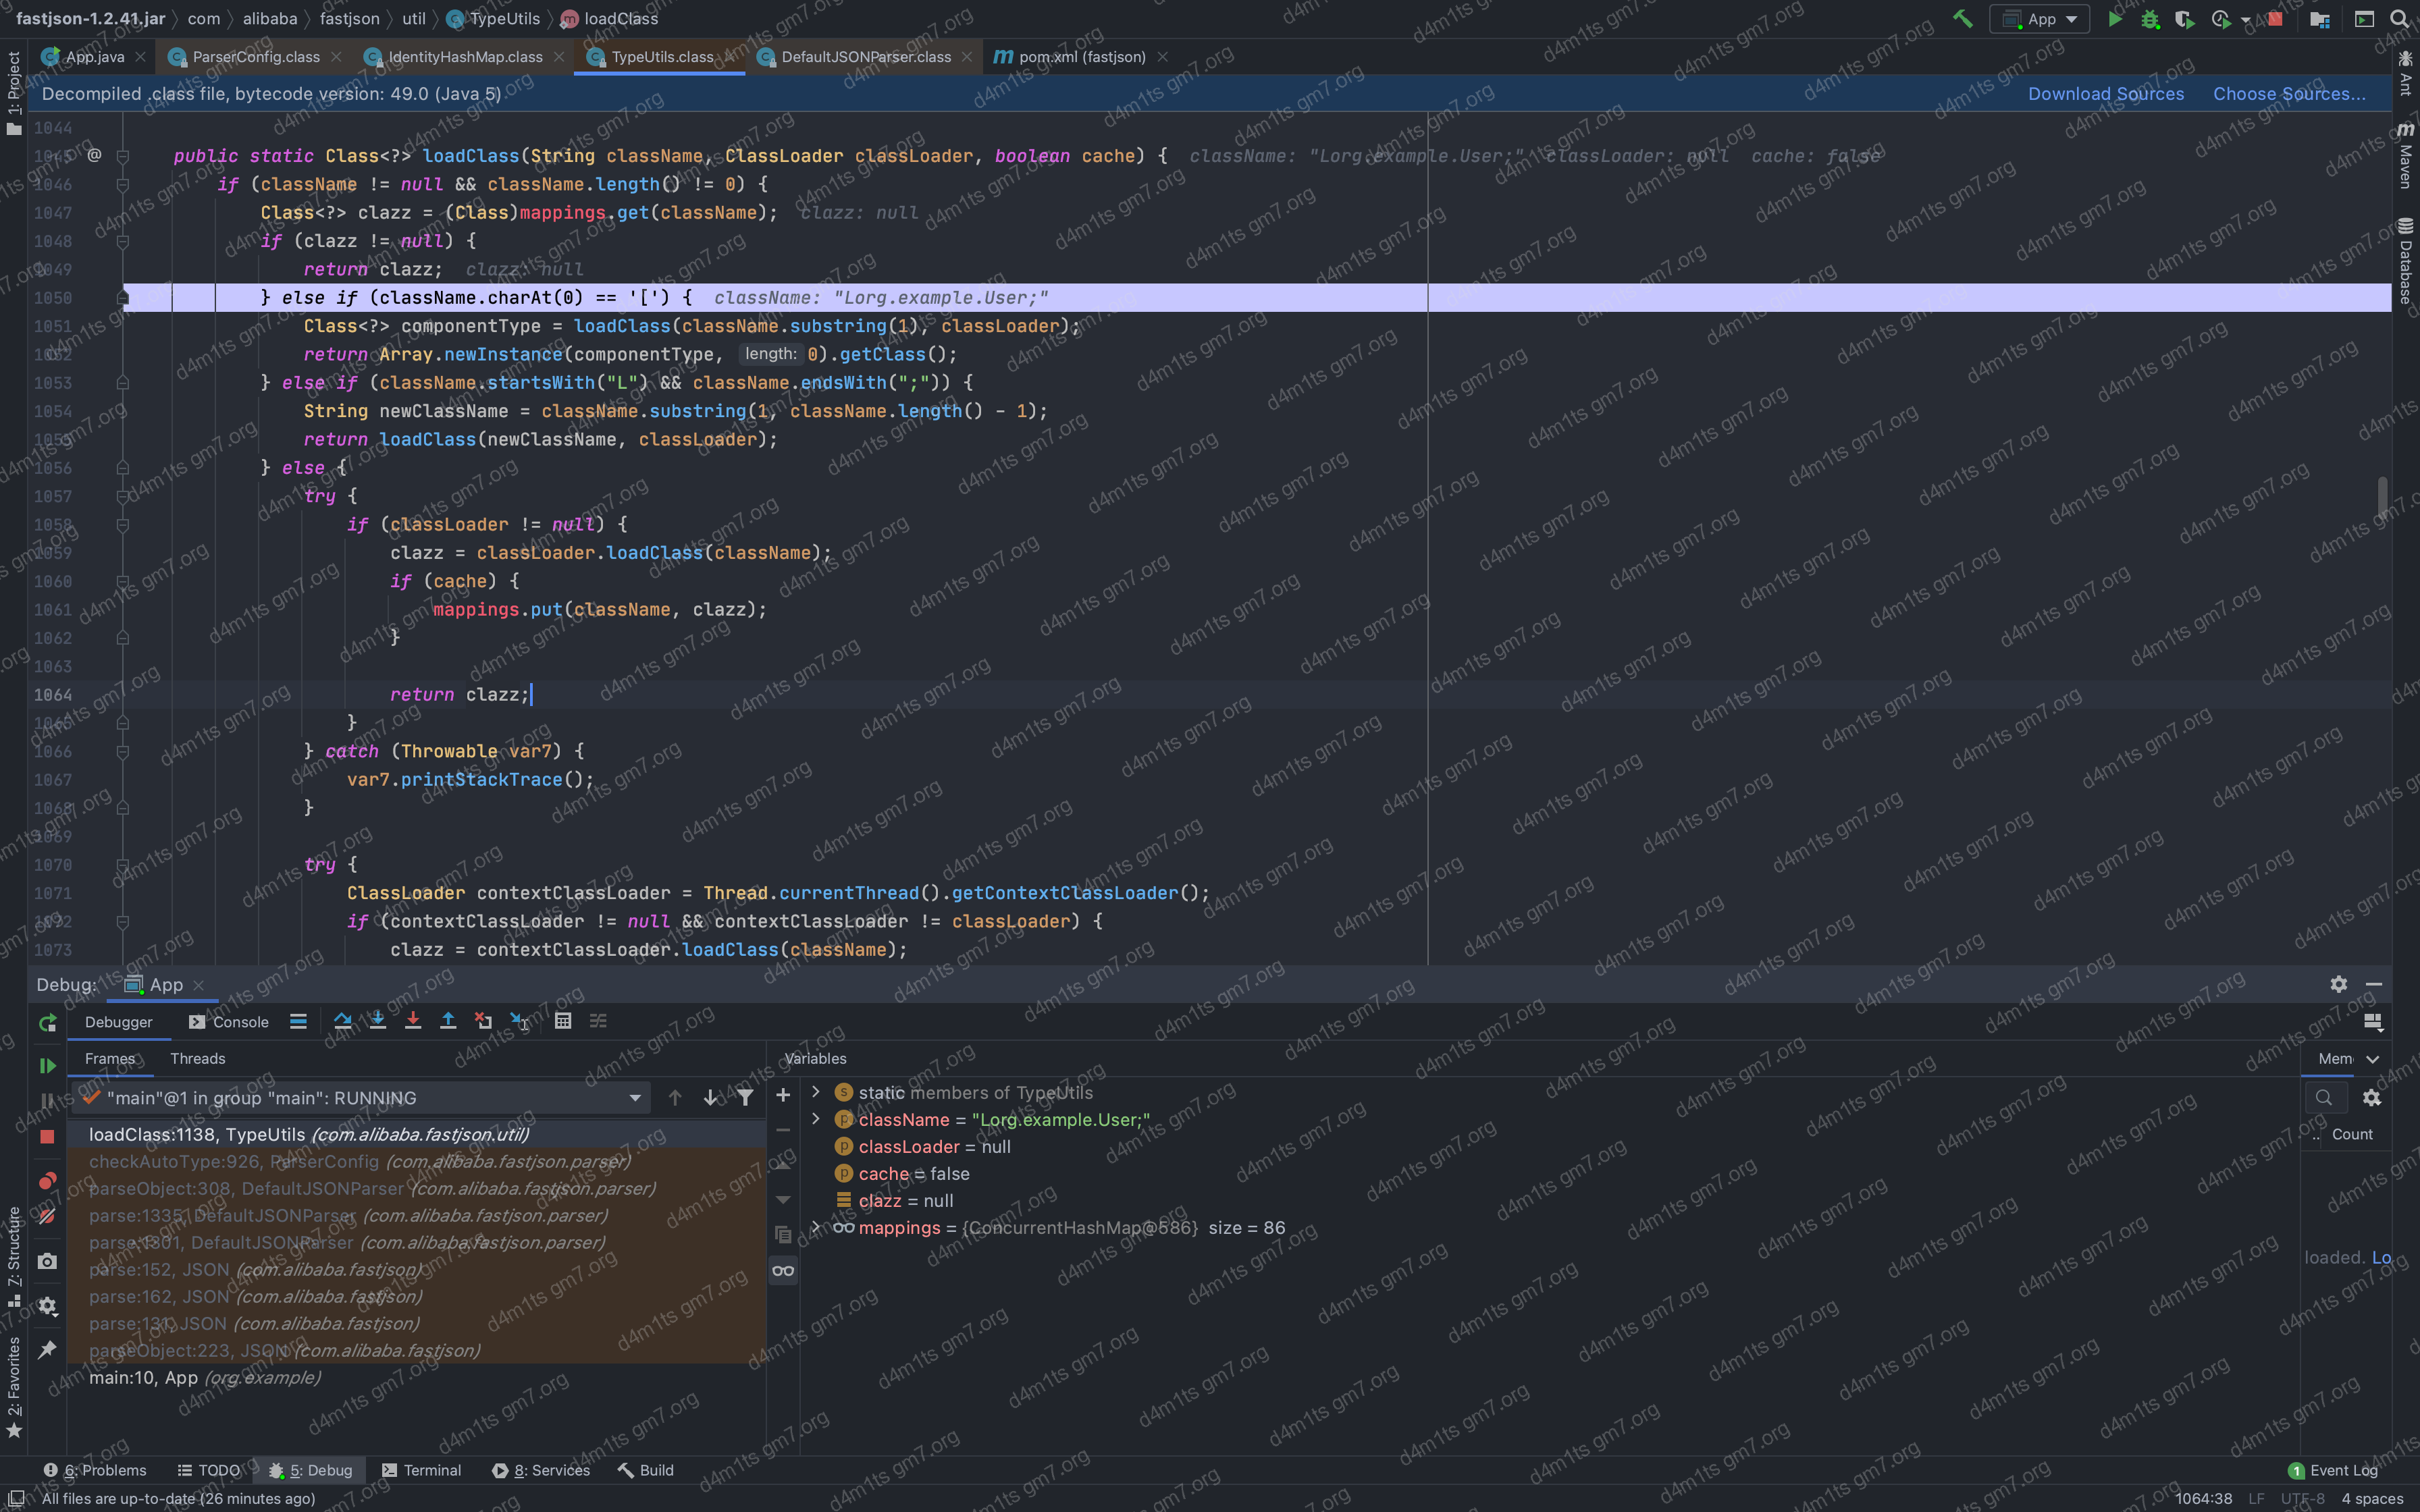 fastjson-1.2.41.jar com alibaba fastjson util TypeUtils loadClass App
App.java ParserConfig.class IdentityHashMap.class TypeUtils.class DefaultJSONParser.class pom.xml (fastjson)
Decompiled .class file, bytecode version: 49.0 (Java 5) Download Sources Choose Sources...
1044
1045 @ public static Class<?> loadClass(String className, ClassLoader classLoader, boolean cache) { className: "Lorg.example.User;" classLoader: null cache: false
1046 if (className != null && className.length() != 0) {
1047 Class<?> clazz = (Class)mappings.get(className); clazz: null
1048 if (clazz != null) {
1049 return clazz; clazz: null
1050 } else if (className.charAt(0) == '[') { className: "Lorg.example.User;"
1051 Class<?> componentType = loadClass(className.substring(1), classLoader);
1052 return Array.newInstance(componentType, length: 0).getClass();
1053 } else if (className.startsWith("L") && className.endsWith(";")) {
1054 String newClassName = className.substring(1, className.length() - 1);
1055 return loadClass(newClassName, classLoader);
1056 } else {
1057 try {
1058 if (classLoader != null) {
1059 clazz = classLoader.loadClass(className);
1060 if (cache) {
1061 mappings.put(className, clazz);
1062 }
1063
1064 return clazz;
1065 }
1066 } catch (Throwable var7) {
1067 var7.printStackTrace();
1068 }
1069
1070 try {
1071 ClassLoader contextClassLoader = Thread.currentThread().getContextClassLoader();
1072 if (contextClassLoader != null && contextClassLoader != classLoader) {
1073 clazz = contextClassLoader.loadClass(className);
1: Project
7: Structure
2: Favorites
Ant
Maven
Database
Debug: App
Debugger Console
Frames Threads
"main"@1 in group "main": RUNNING
loadClass:1138, TypeUtils (com.alibaba.fastjson.util)
checkAutoType:926, ParserConfig (com.alibaba.fastjson.parser)
parseObject:308, DefaultJSONParser (com.alibaba.fastjson.parser)
parse:1335, DefaultJSONParser (com.alibaba.fastjson.parser)
parse:1301, DefaultJSONParser (com.alibaba.fastjson.parser)
parse:152, JSON (com.alibaba.fastjson)
parse:162, JSON (com.alibaba.fastjson)
parse:131, JSON (com.alibaba.fastjson)
parseObject:223, JSON (com.alibaba.fastjson)
main:10, App (org.example)
Variables
static members of TypeUtils
className = "Lorg.example.User;"
classLoader = null
cache = false
clazz = null
mappings = {ConcurrentHashMap@586} size = 86
Mem
.. Count
loaded. Lo
6: Problems TODO 5: Debug Terminal 8: Services Build 1 Event Log
All files are up-to-date (26 minutes ago) 1064:38 LF UTF-8 4 spaces
d4m1ts gm7.org